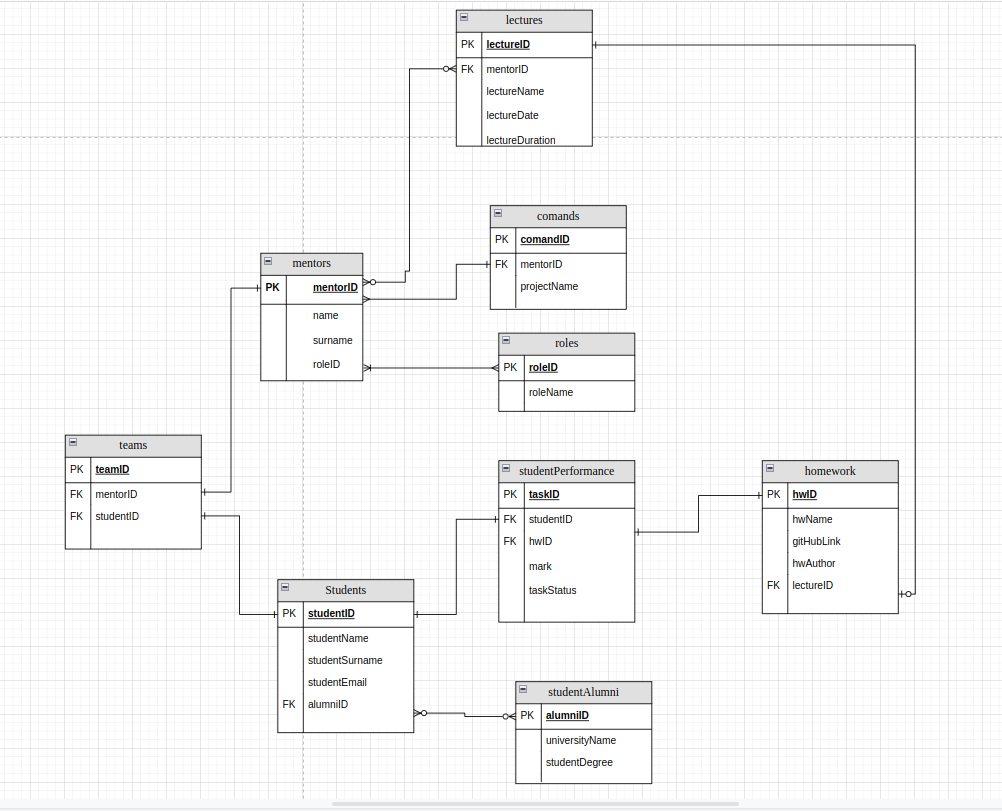 lectures
PK lectureID
FK mentorID
lectureName
lectureDate
lectureDuration
comands
PK comandID
FK mentorID
projectName
mentors
PK mentorID
name
surname
roleID
roles
PK roleID
roleName
teams
PK teamID
FK mentorID
FK studentID
studentPerformance
PK taskID
FK studentID
FK hwID
mark
taskStatus
homework
PK hwID
hwName
gitHubLink
hwAuthor
FK lectureID
Students
PK studentID
studentName
studentSurname
studentEmail
FK alumniID
studentAlumni
PK alumniID
universityName
studentDegree